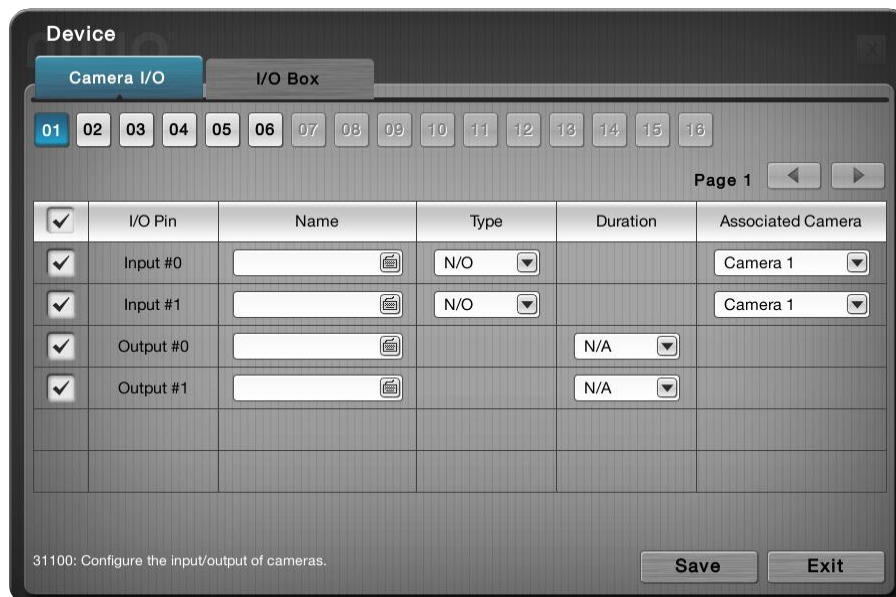 Device
Camera I/O I/O Box
01 02 03 04 05 06 07 08 09 10 11 12 13 14 15 16
Page 1
I/O Pin Name Type Duration Associated Camera
Input #0 N/O Camera 1
Input #1 N/O Camera 1
Output #0 N/A
Output #1 N/A
31100: Configure the input/output of cameras.
Save Exit